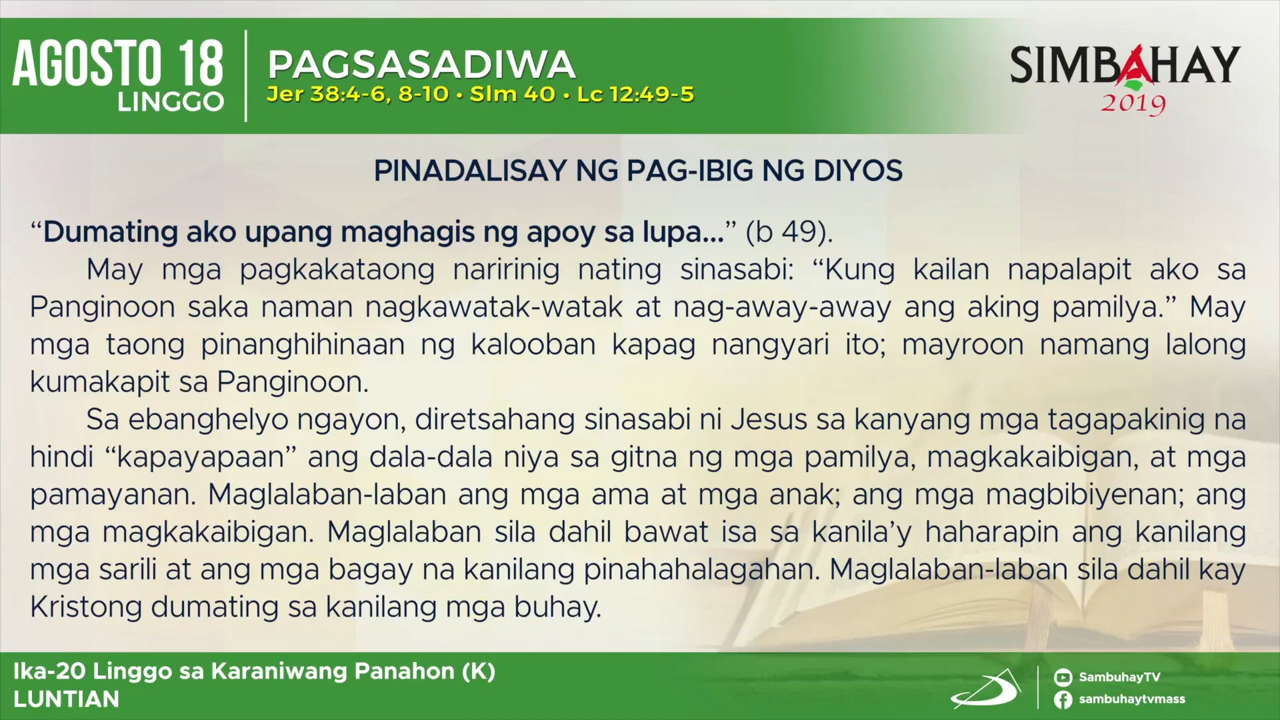 AGOSTO 18
LINGGO
PAGSASADIWA
Jer 38:4-6, 8-10 • Slm 40 • Lc 12:49-5
SIMBAHAY
2019
PINADALISAY NG PAG-IBIG NG DIYOS
“Dumating ako upang maghagis ng apoy sa lupa...” (b 49).
May mga pagkakataong naririnig nating sinasabi: “Kung kailan napalapit ako sa
Panginoon saka naman nagkawatak-watak at nag-away-away ang aking pamilya.” May
mga taong pinanghihinaan ng kalooban kapag nangyari ito; mayroon namang lalong
kumakapit sa Panginoon.
Sa ebanghelyo ngayon, diretsahang sinasabi ni Jesus sa kanyang mga tagapakinig na
hindi “kapayapaan” ang dala-dala niya sa gitna ng mga pamilya, magkakaibigan, at mga
pamayanan. Maglalaban-laban ang mga ama at mga anak; ang mga magbibiyenan; ang
mga magkakaibigan. Maglalaban sila dahil bawat isa sa kanila’y haharapin ang kanilang
mga sarili at ang mga bagay na kanilang pinahahalagahan. Maglalaban-laban sila dahil kay
Kristong dumating sa kanilang mga buhay.
Ika-20 Linggo sa Karaniwang Panahon (K)
LUNTIAN
SambuhayTV
sambuhaytvmass